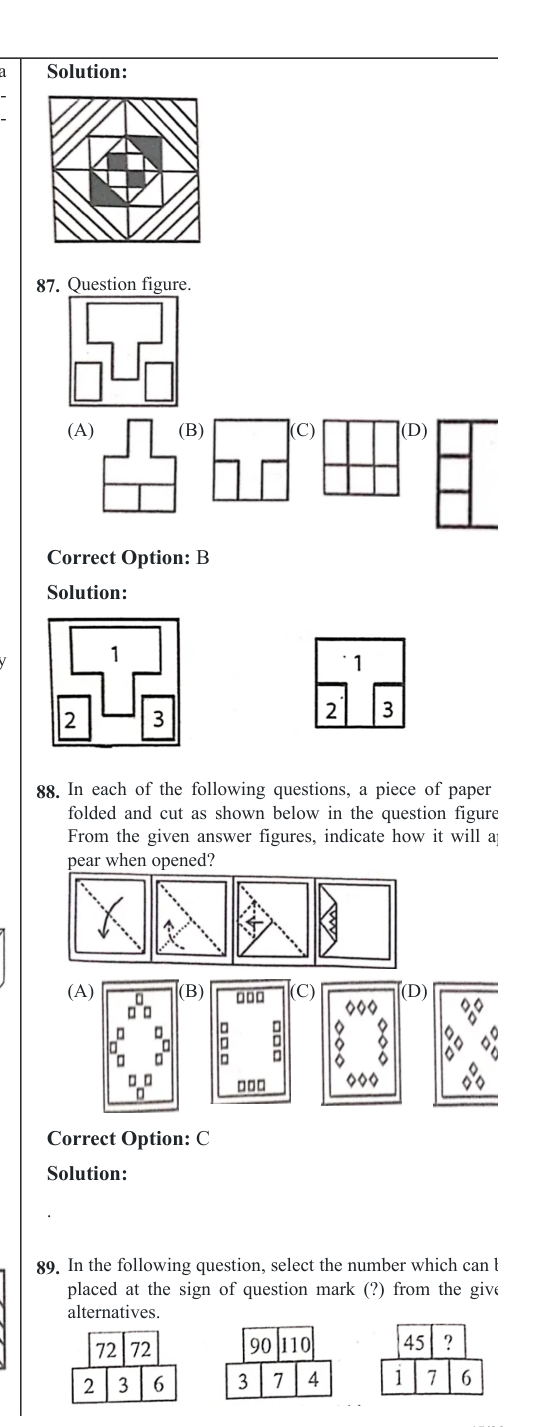 a
-
-
Solution:
87. Question figure.
(A) (B) (C) (D)
Correct Option: B
Solution:
1
2 3
1
2 3
y
88. In each of the following questions, a piece of paper
folded and cut as shown below in the question figure
From the given answer figures, indicate how it will a
pear when opened?
(A) (B) (C) (D)
Correct Option: C
Solution:
.
89. In the following question, select the number which can
placed at the sign of question mark (?) from the give
alternatives.
72 72 90 110 45 ?
2 3 6 3 7 4 1 7 6